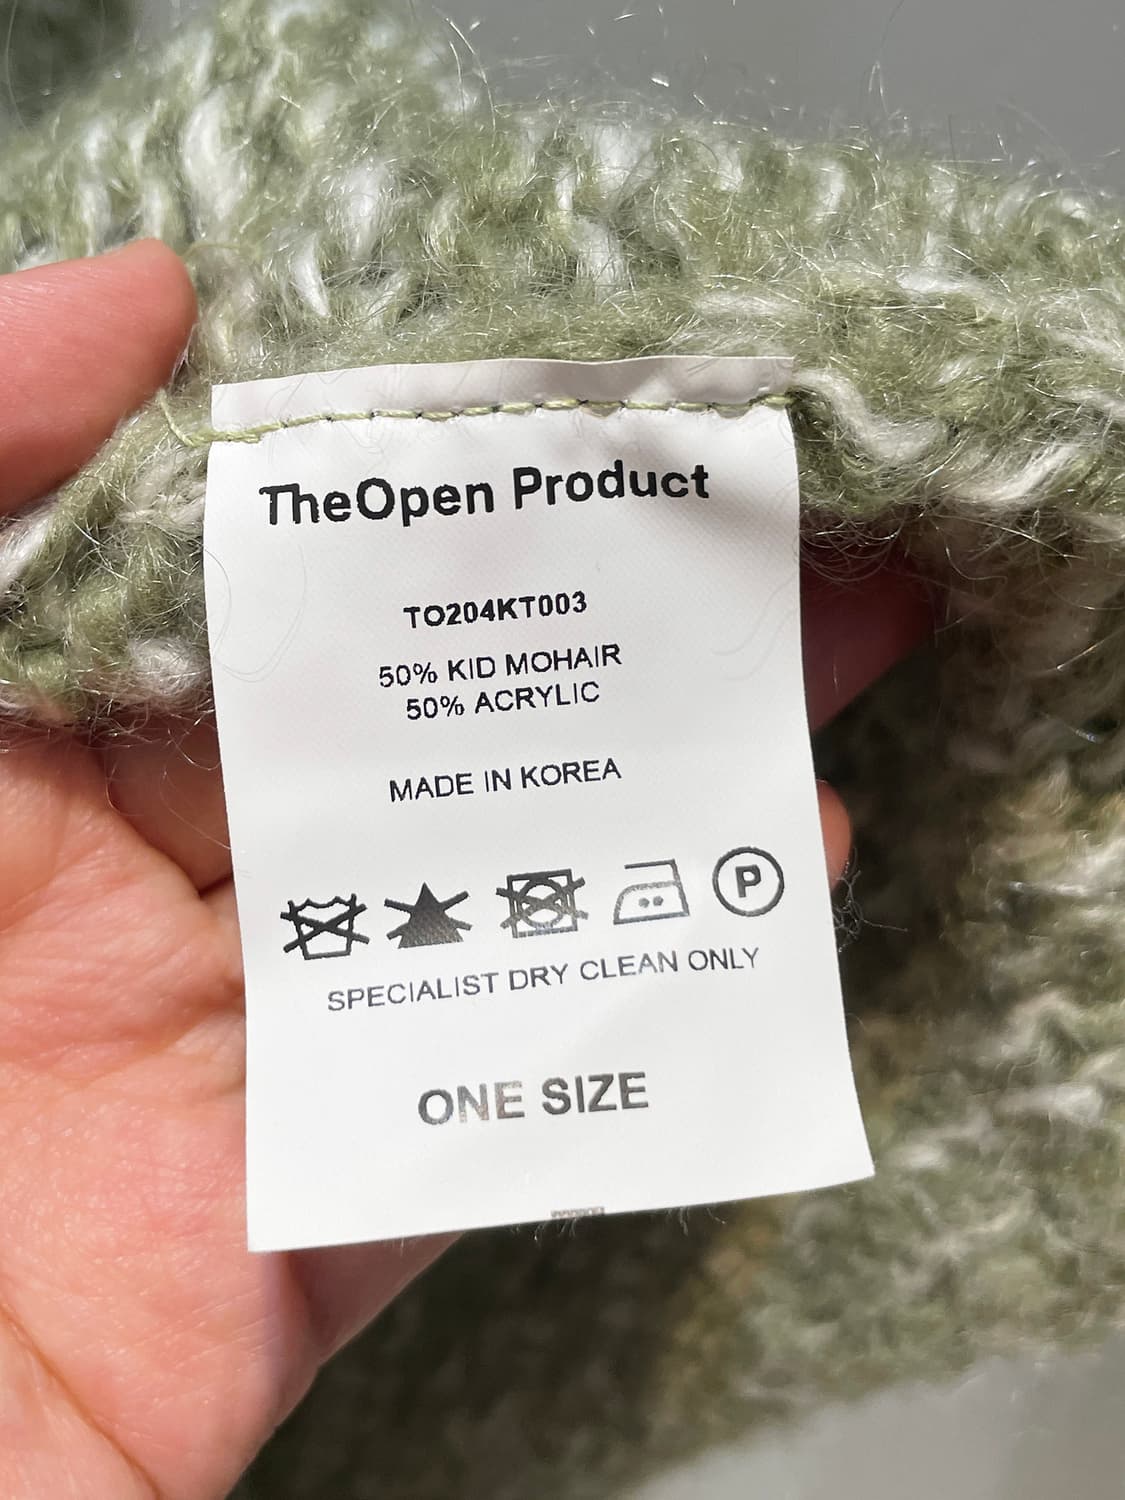 TheOpen Product
TO204KT003
50% KID MOHAIR
50% ACRYLIC
MADE IN KOREA
P
SPECIALIST DRY CLEAN ONLY
ONE SIZE